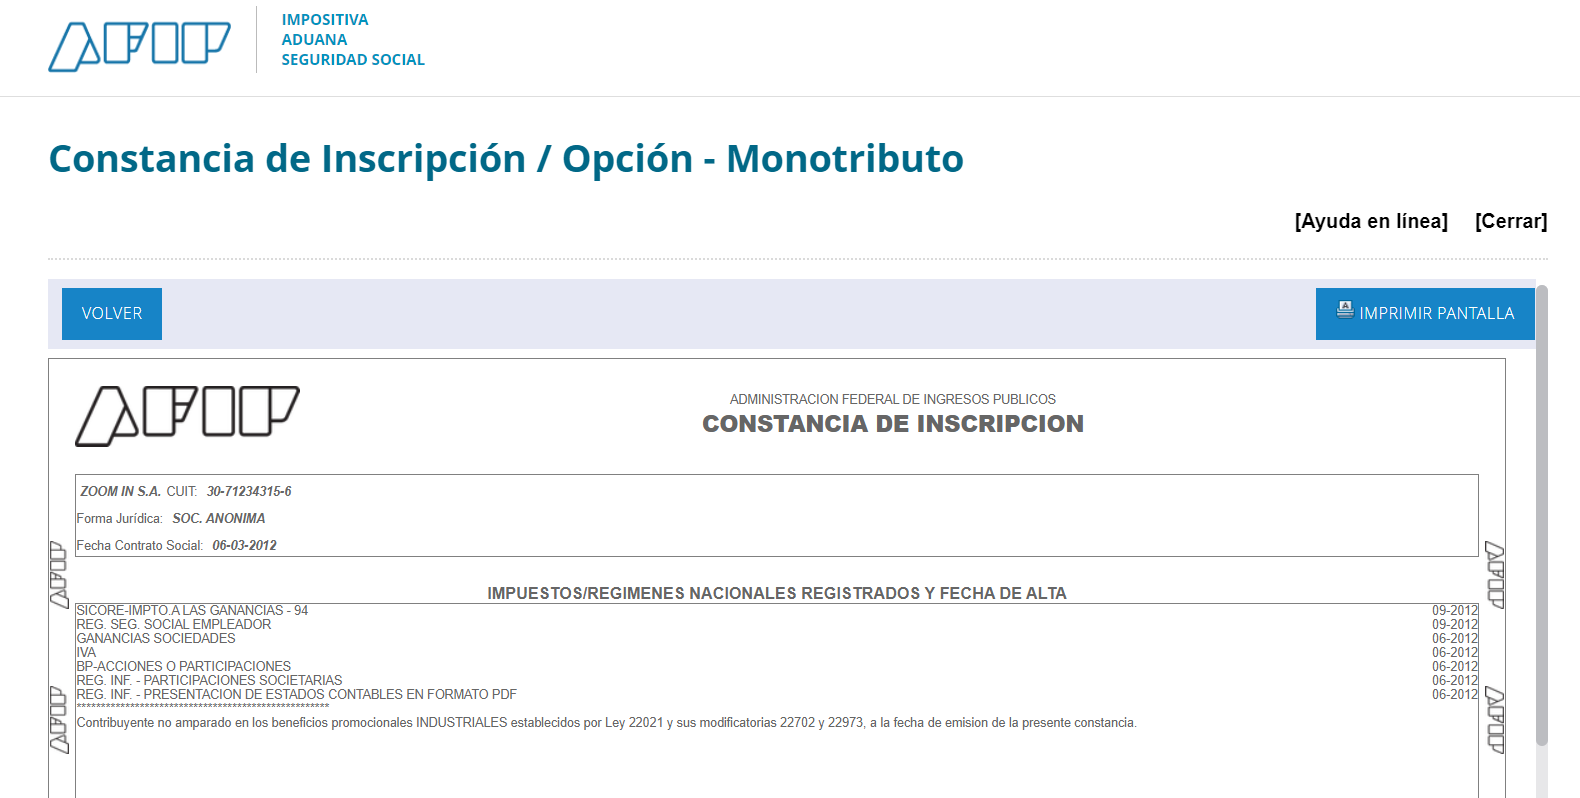 AFIP
IMPOSITIVA
ADUANA
SEGURIDAD SOCIAL
Constancia de Inscripción / Opción - Monotributo
[Ayuda en línea] [Cerrar]
VOLVER
IMPRIMIR PANTALLA
AFIP
ADMINISTRACION FEDERAL DE INGRESOS PUBLICOS
CONSTANCIA DE INSCRIPCION
ZOOM IN S.A. CUIT: 30-71234315-6
Forma Jurídica: SOC. ANONIMA
Fecha Contrato Social: 06-03-2012
AFIP
AFIP
IMPUESTOS/REGIMENES NACIONALES REGISTRADOS Y FECHA DE ALTA
SICORE-IMPTO.A LAS GANANCIAS - 94 09-2012
REG. SEG. SOCIAL EMPLEADOR 09-2012
GANANCIAS SOCIEDADES 06-2012
IVA 06-2012
BP-ACCIONES O PARTICIPACIONES 06-2012
REG. INF. - PARTICIPACIONES SOCIETARIAS 06-2012
REG. INF. - PRESENTACION DE ESTADOS CONTABLES EN FORMATO PDF 06-2012
*****************************************************
Contribuyente no amparado en los beneficios promocionales INDUSTRIALES establecidos por Ley 22021 y sus modificatorias 22702 y 22973, a la fecha de emision de la presente constancia.
AFIP
AFIP